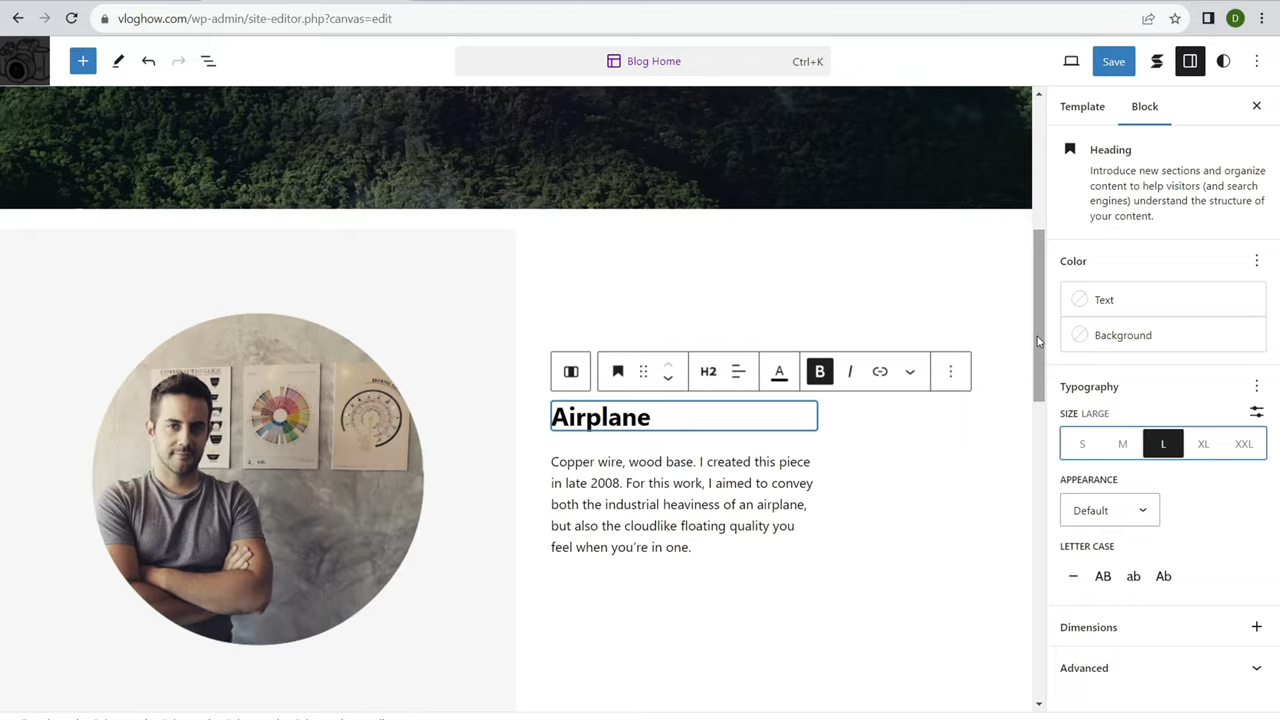 vloghow.com/wp-admin/site-editor.php?canvas=edit
D
Blog Home
Ctrl+K
Save
Template
Block
Heading
Introduce new sections and organize
content to help visitors (and search
engines) understand the structure of
your content.
Color
Text
Background
Typography
SIZE LARGE
S M L XL XXL
APPEARANCE
Default
LETTER CASE
– AB ab Ab
Dimensions
Advanced
H2 A B I
Airplane
Copper wire, wood base. I created this piece
in late 2008. For this work, I aimed to convey
both the industrial heaviness of an airplane,
but also the cloudlike floating quality you
feel when you're in one.